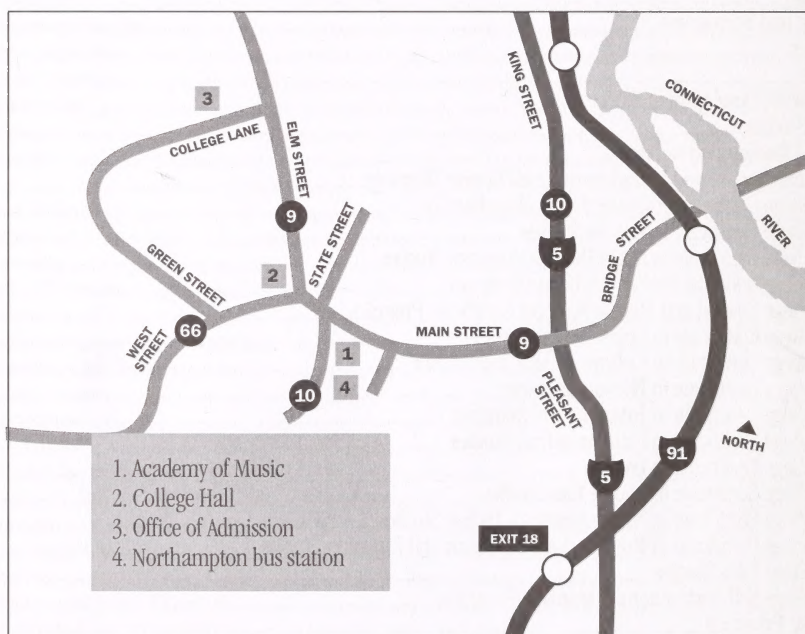 KING STREET
CONNECTICUT
RIVER
3
COLLEGE LANE
ELM STREET
9
10
5
STATE STREET
BRIDGE STREET
GREEN STREET
2
66
WEST STREET
MAIN STREET
9
1
4
10
PLEASANT STREET
NORTH
91
5
EXIT 18
1. Academy of Music
2. College Hall
3. Office of Admission
4. Northampton bus station